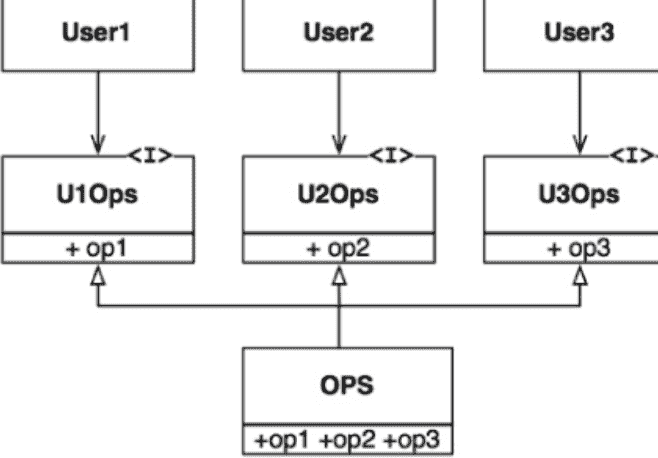 User1 User2 User3
<I> <I> <I>
U1Ops U2Ops U3Ops
+ op1 + op2 + op3
OPS
+op1 +op2 +op3